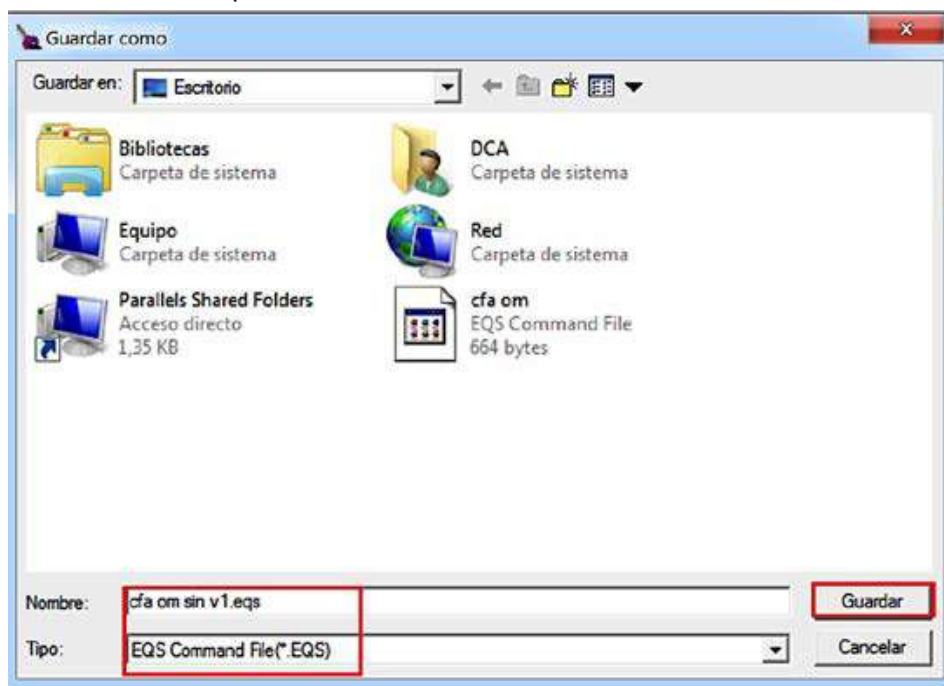 Guardar como
Guardar en: Escritorio
Bibliotecas
Carpeta de sistema
DCA
Carpeta de sistema
Equipo
Carpeta de sistema
Red
Carpeta de sistema
Parallels Shared Folders
Acceso directo
1,35 KB
cfa om
EQS Command File
664 bytes
Nombre: cfa om sin v1.eqs Guardar
Tipo: EQS Command File(*.EQS) Cancelar